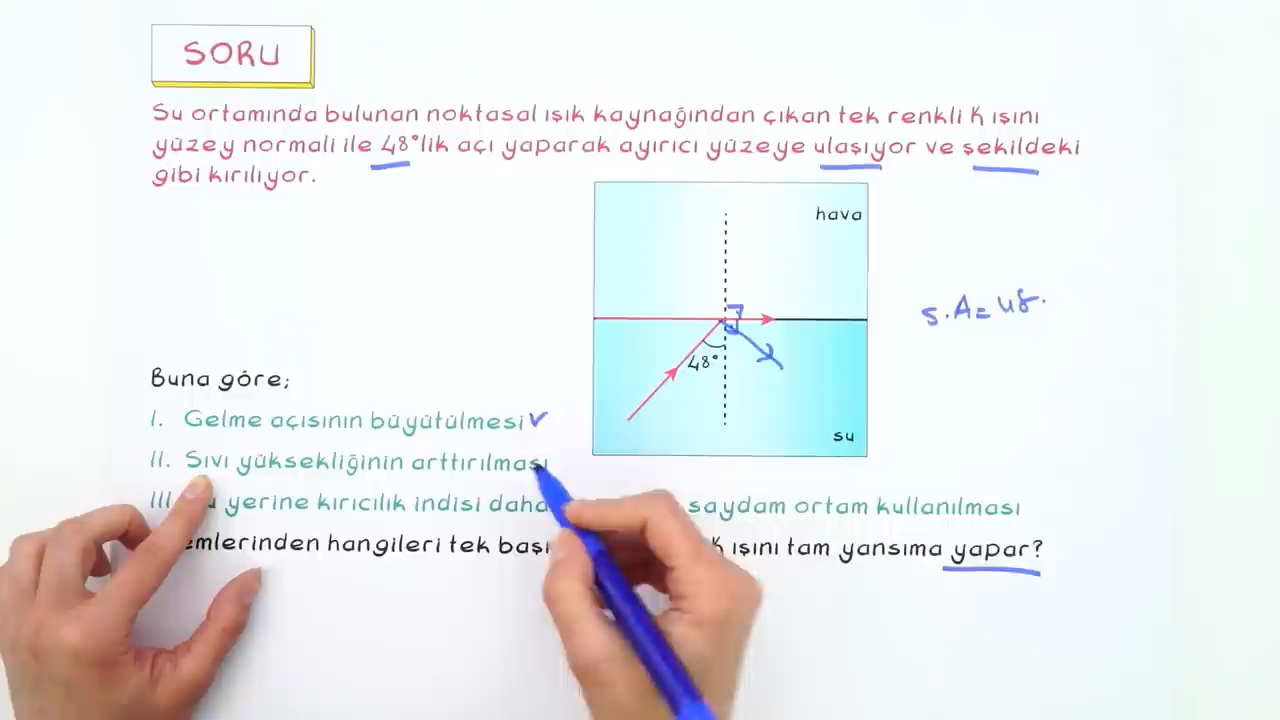 SORU
Su ortamında bulunan noktasal ışık kaynağından çıkan tek renkli K ışını
yüzey normali ile 48°lik açı yaparak ayırıcı yüzeye ulaşıyor ve şekildeki
gibi kırılıyor.
hava
s.A= 48.
48°
Buna göre;
I. Gelme açısının büyütülmesi ✓
su
II. Sıvı yüksekliğinin arttırılması
III yerine kırıcılık indisi daha saydam ortam kullanılması
hangileri tek K ışını tam yansıma yapar?